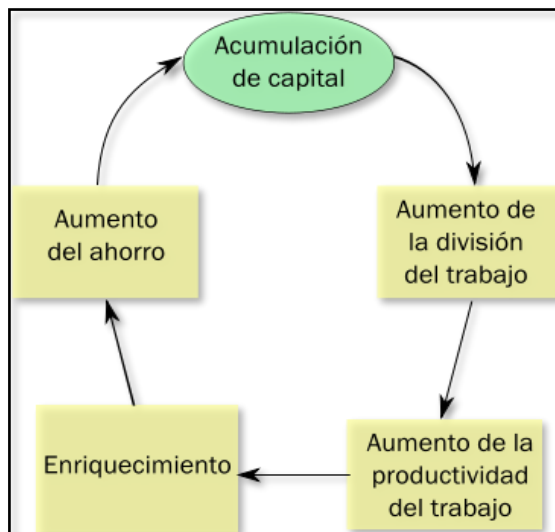 Acumulación
de capital
Aumento de
la división
del trabajo
Aumento de la
productividad
del trabajo
Enriquecimiento
Aumento
del ahorro